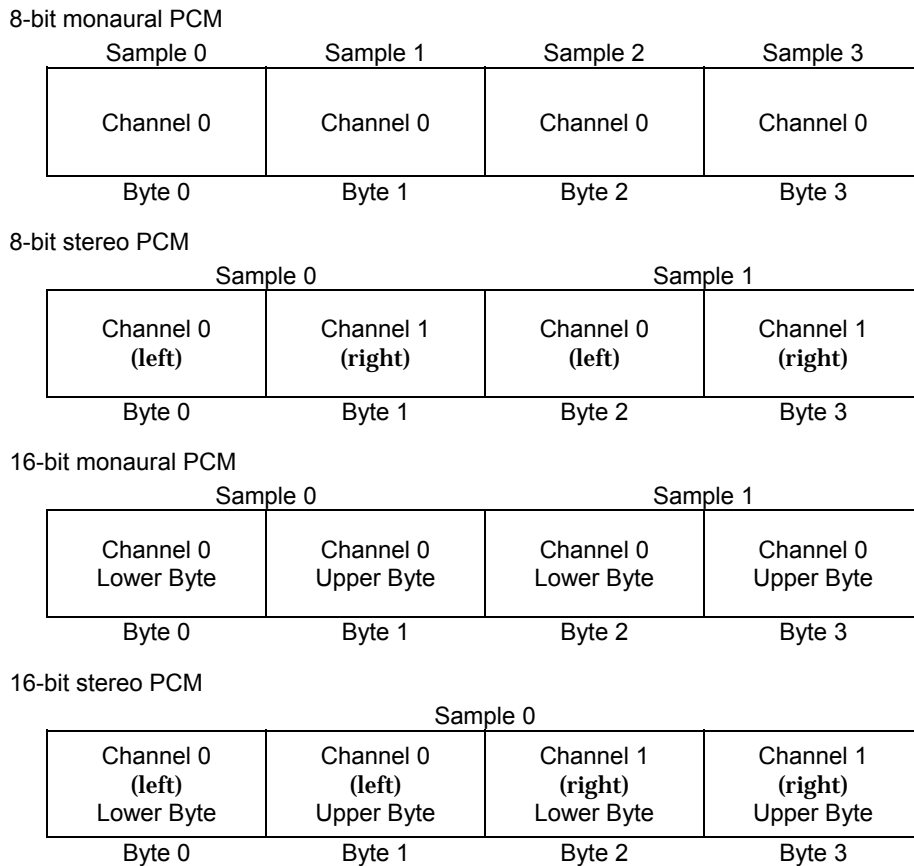 8-bit monaural PCM
Sample 0 Sample 1 Sample 2 Sample 3
Channel 0 Channel 0 Channel 0 Channel 0
Byte 0 Byte 1 Byte 2 Byte 3
8-bit stereo PCM
Sample 0 Sample 1
Channel 0 Channel 1 Channel 0 Channel 1
(left) (right) (left) (right)
Byte 0 Byte 1 Byte 2 Byte 3
16-bit monaural PCM
Sample 0 Sample 1
Channel 0 Channel 0 Channel 0 Channel 0
Lower Byte Upper Byte Lower Byte Upper Byte
Byte 0 Byte 1 Byte 2 Byte 3
16-bit stereo PCM
Sample 0
Channel 0 Channel 0 Channel 1 Channel 1
(left) (left) (right) (right)
Lower Byte Upper Byte Lower Byte Upper Byte
Byte 0 Byte 1 Byte 2 Byte 3